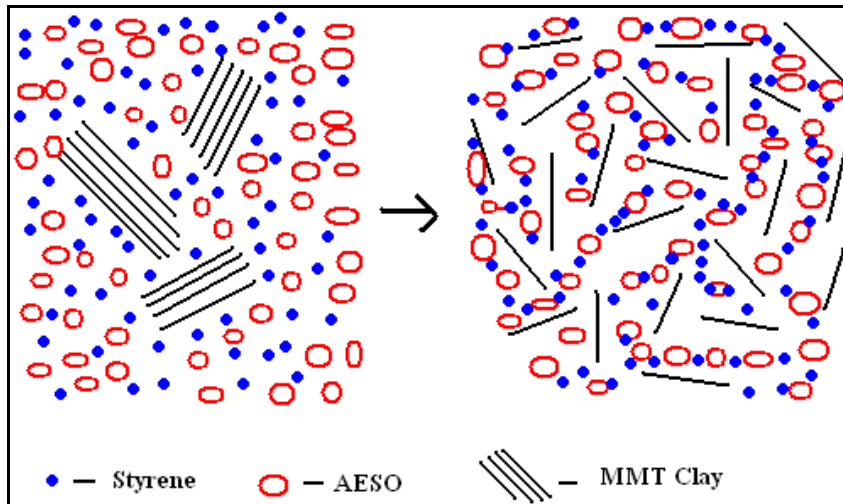 — Styrene — AESO — MMT Clay